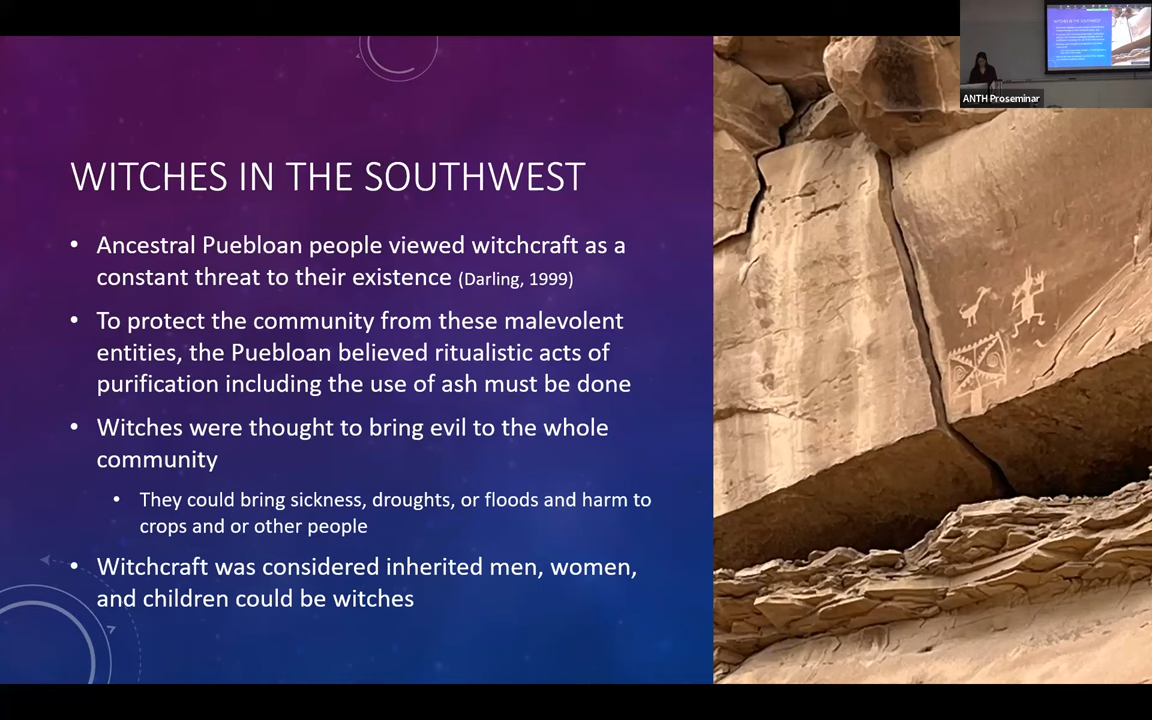 WITCHES IN THE SOUTHWEST
• Ancestral Puebloan people viewed witchcraft as a
constant threat to their existence (Darling, 1999)
• To protect the community from these malevolent
entities, the Puebloan believed ritualistic acts of
purification including the use of ash must be done
• Witches were thought to bring evil to the whole
community
• They could bring sickness, droughts, or floods and harm to
crops and or other people
• Witchcraft was considered inherited men, women,
and children could be witches
WITCHES IN THE SOUTHWEST
ANTH Proseminar